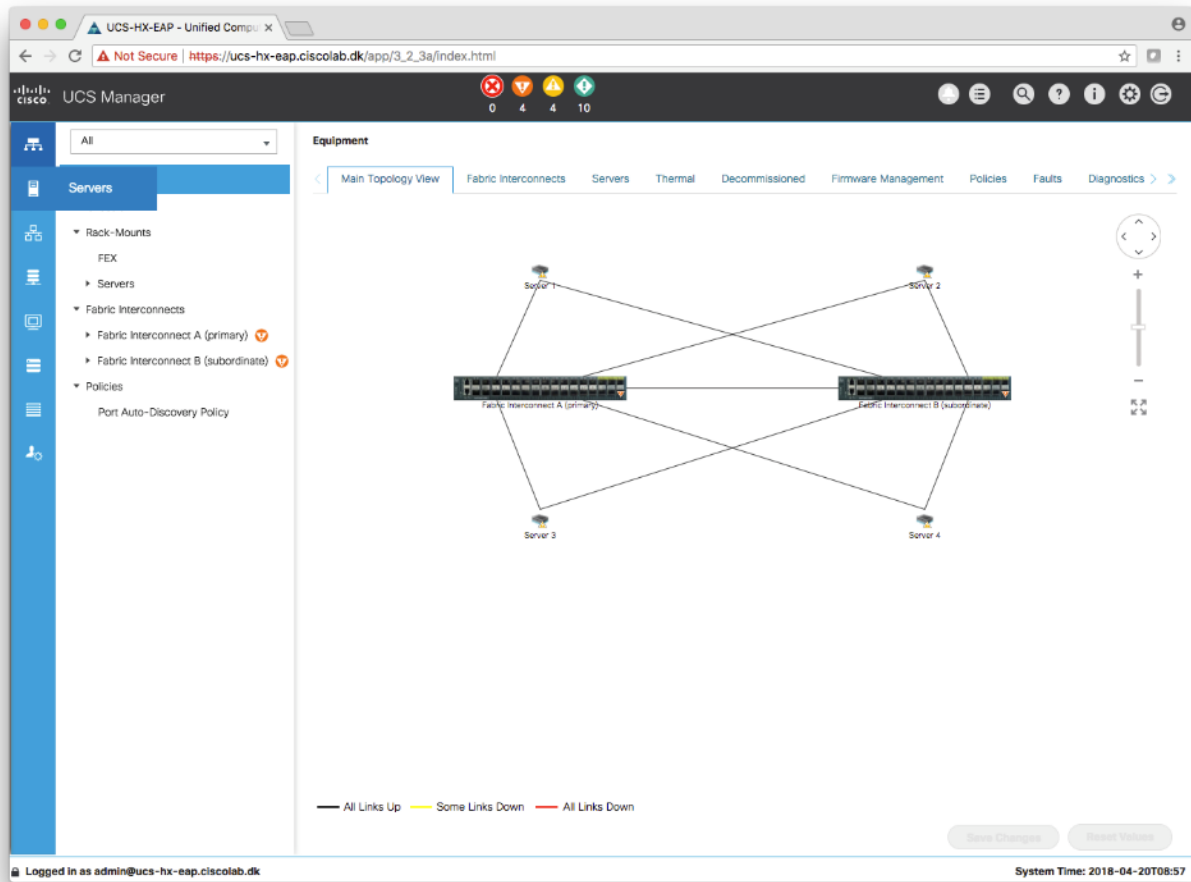 UCS-HX-EAP - Unified Compu
Not Secure | https://ucs-hx-eap.ciscolab.dk/app/3_2_3a/index.html
cisco UCS Manager
0 4 4 10
All
Equipment
Servers
Main Topology View Fabric Interconnects Servers Thermal Decommissioned Firmware Management Policies Faults Diagnostics
Rack-Mounts
FEX
Servers
Fabric Interconnects
Fabric Interconnect A (primary)
Fabric Interconnect B (subordinate)
Policies
Port Auto-Discovery Policy
Server 1 Server 2
Fabric Interconnect A (primary) Fabric Interconnect B (subordinate)
Server 3 Server 4
All Links Up Some Links Down All Links Down
Save Changes Reset Values
Logged in as admin@ucs-hx-eap.ciscolab.dk System Time: 2018-04-20T08:57